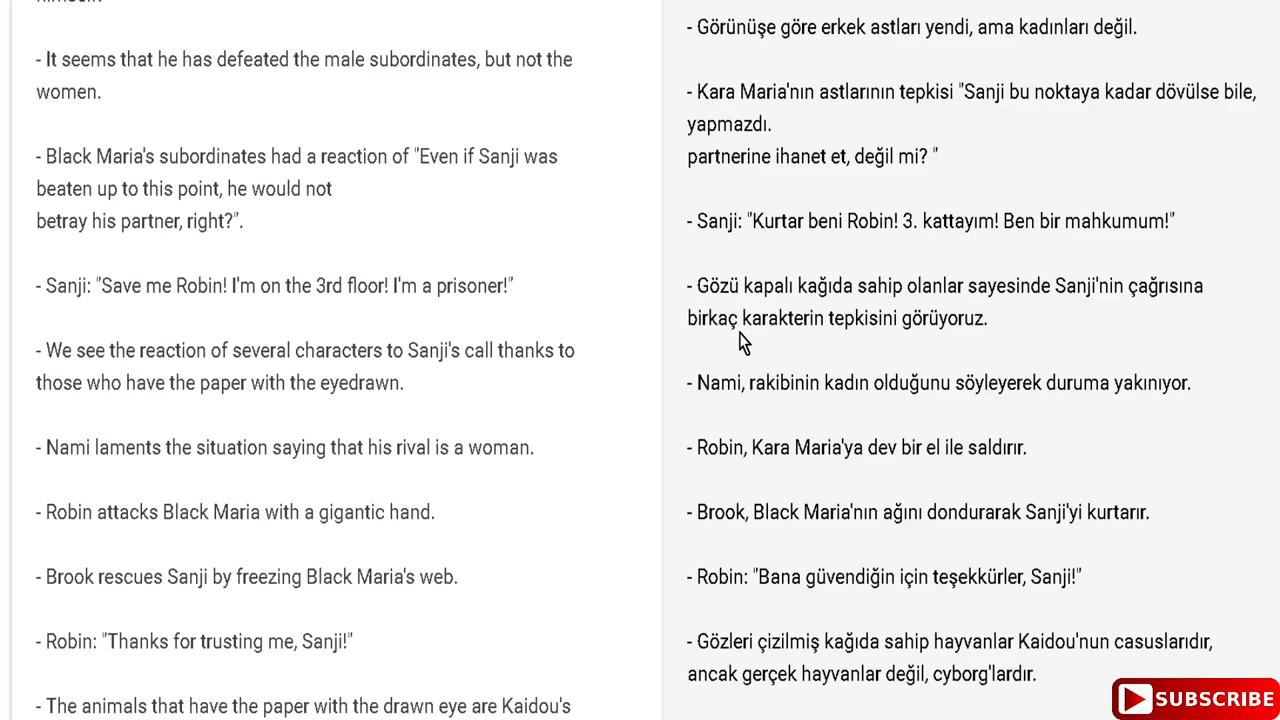 - It seems that he has defeated the male subordinates, but not the
women.
- Black Maria's subordinates had a reaction of "Even if Sanji was
beaten up to this point, he would not
betray his partner, right?".
- Sanji: "Save me Robin! I'm on the 3rd floor! I'm a prisoner!"
- We see the reaction of several characters to Sanji's call thanks to
those who have the paper with the eyedrawn.
- Nami laments the situation saying that his rival is a woman.
- Robin attacks Black Maria with a gigantic hand.
- Brook rescues Sanji by freezing Black Maria's web.
- Robin: "Thanks for trusting me, Sanji!"
- The animals that have the paper with the drawn eye are Kaidou's
- Görünüşe göre erkek astları yendi, ama kadınları değil.
- Kara Maria'nın astlarının tepkisi "Sanji bu noktaya kadar dövülse bile,
yapmazdı.
partnerine ihanet et, değil mi? "
- Sanji: "Kurtar beni Robin! 3. kattayım! Ben bir mahkumum!"
- Gözü kapalı kağıda sahip olanlar sayesinde Sanji'nin çağrısına
birkaç karakterin tepkisini görüyoruz.
- Nami, rakibinin kadın olduğunu söyleyerek duruma yakınıyor.
- Robin, Kara Maria'ya dev bir el ile saldırır.
- Brook, Black Maria'nın ağını dondurarak Sanji'yi kurtarır.
- Robin: "Bana güvendiğin için teşekkürler, Sanji!"
- Gözleri çizilmiş kağıda sahip hayvanlar Kaidou'nun casuslarıdır,
ancak gerçek hayvanlar değil, cyborg'lardır.
SUBSCRIBE